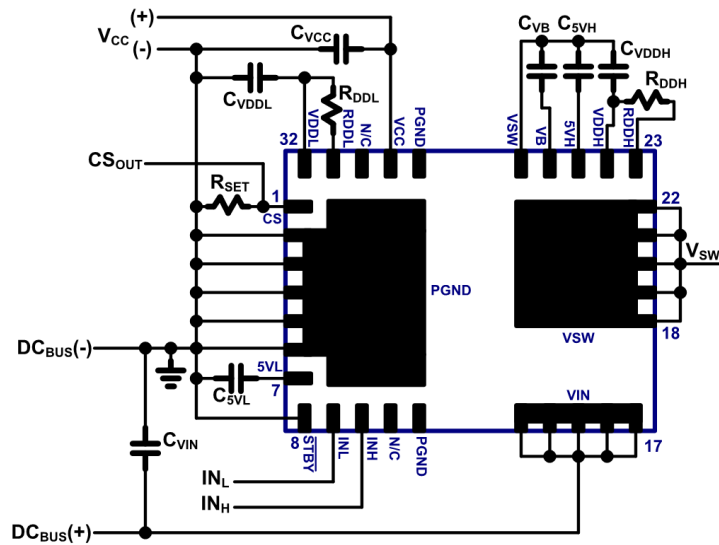 (+)
VCC (-)
CVCC
CVDDL
RDDL
CVB
C5VH
CVDDH
RDDH
VDDL
RDDL
N/C
VCC
PGND
VSW
VB
5VH
VDDH
RDDH
32
23
CSOUT
RSET
1
CS
22
VSW
PGND
18
VSW
DCBUS(-)
5VL
7
C5VL
VIN
CVIN
8
STBY
INL
INH
N/C
PGND
17
INL
INH
DCBUS(+)